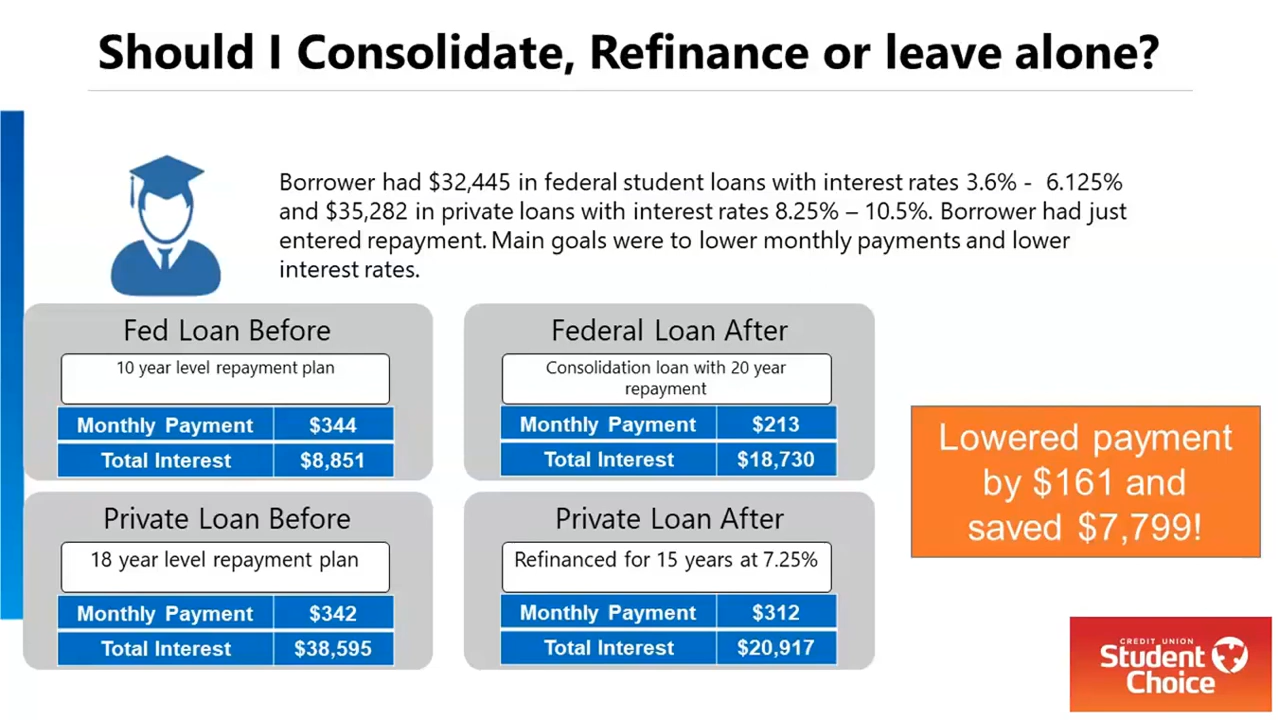 Should I Consolidate, Refinance or leave alone?
Borrower had $32,445 in federal student loans with interest rates 3.6% - 6.125%
and $35,282 in private loans with interest rates 8.25% – 10.5%. Borrower had just
entered repayment. Main goals were to lower monthly payments and lower
interest rates.
Fed Loan Before
10 year level repayment plan
Monthly Payment $344
Total Interest $8,851
Federal Loan After
Consolidation loan with 20 year
repayment
Monthly Payment $213
Total Interest $18,730
Private Loan Before
18 year level repayment plan
Monthly Payment $342
Total Interest $38,595
Private Loan After
Refinanced for 15 years at 7.25%
Monthly Payment $312
Total Interest $20,917
Lowered payment
by $161 and
saved $7,799!
CREDIT UNION
Student
Choice